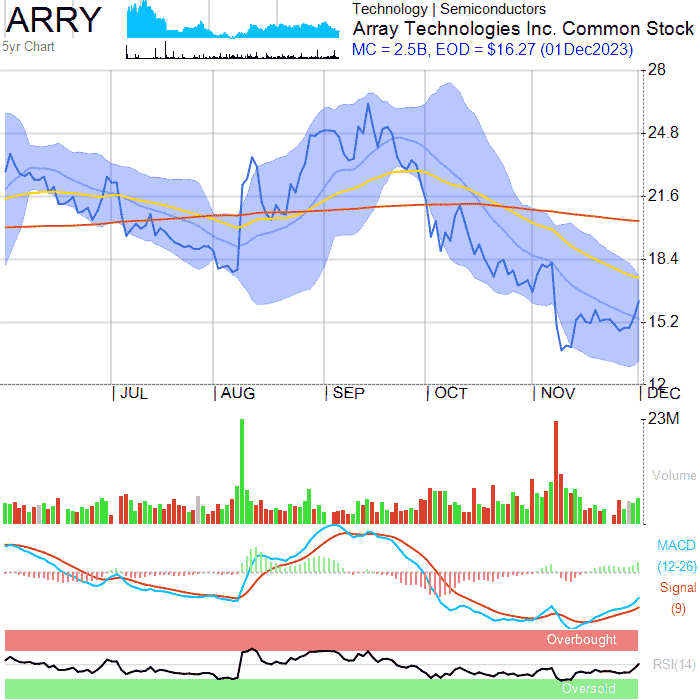 ARRY
5yr Chart
Technology | Semiconductors
Array Technologies Inc. Common Stock
MC = 2.5B, EOD = $16.27 (01Dec2023)
28
24.8
21.6
18.4
15.2
12
JUL AUG SEP OCT NOV DEC
23M
Volume
MACD
(12-26)
Signal
(9)
Overbought
RSI(14)
Oversold